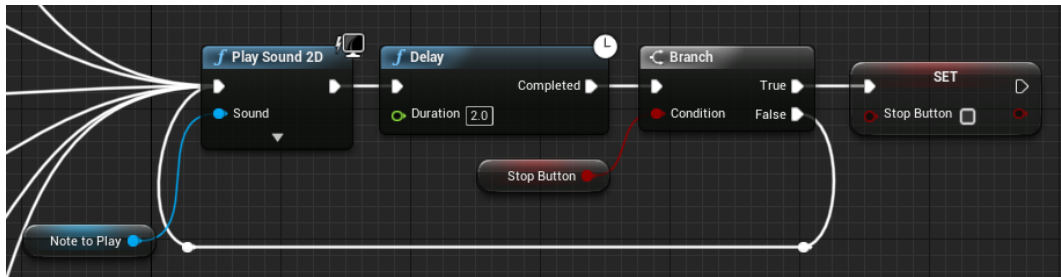 f Play Sound 2D
Sound
f Delay
Completed
Duration 2.0
Branch
True
Condition
False
SET
Stop Button
Stop Button
Note to Play